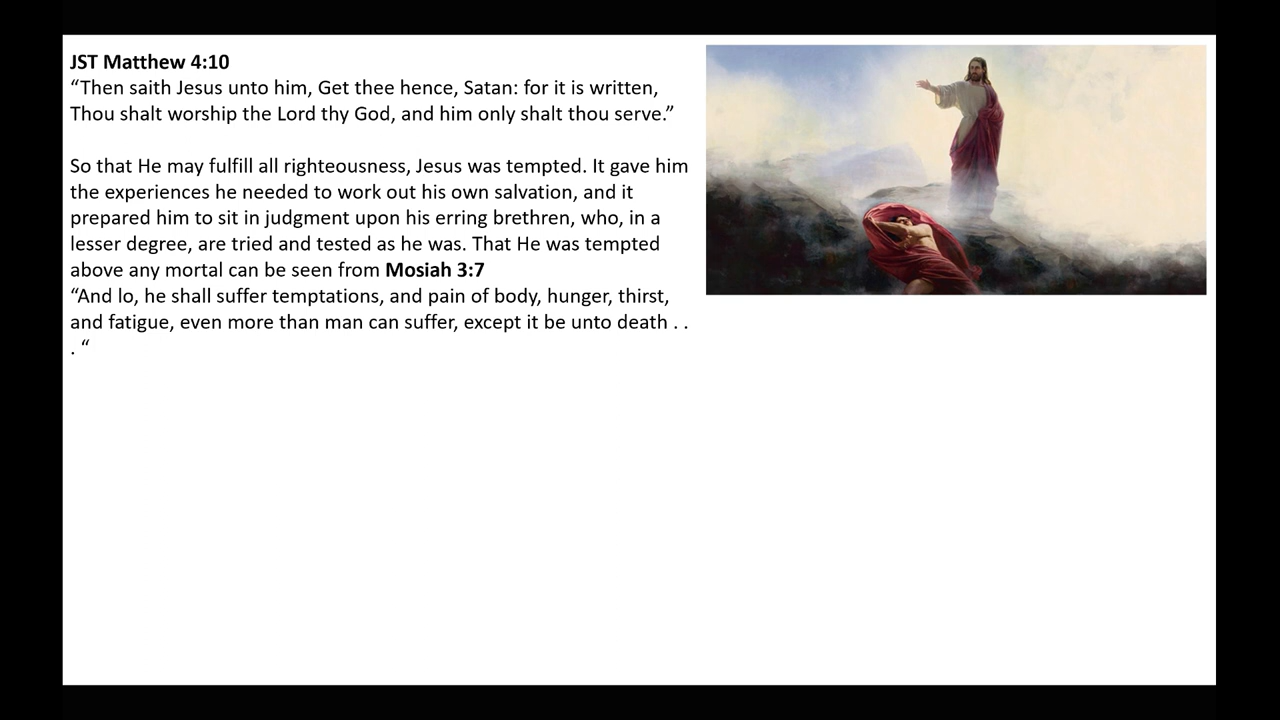 JST Matthew 4:10
“Then saith Jesus unto him, Get thee hence, Satan: for it is written,
Thou shalt worship the Lord thy God, and him only shalt thou serve.”
So that He may fulfill all righteousness, Jesus was tempted. It gave him
the experiences he needed to work out his own salvation, and it
prepared him to sit in judgment upon his erring brethren, who, in a
lesser degree, are tried and tested as he was. That He was tempted
above any mortal can be seen from Mosiah 3:7
“And lo, he shall suffer temptations, and pain of body, hunger, thirst,
and fatigue, even more than man can suffer, except it be unto death . .
. “